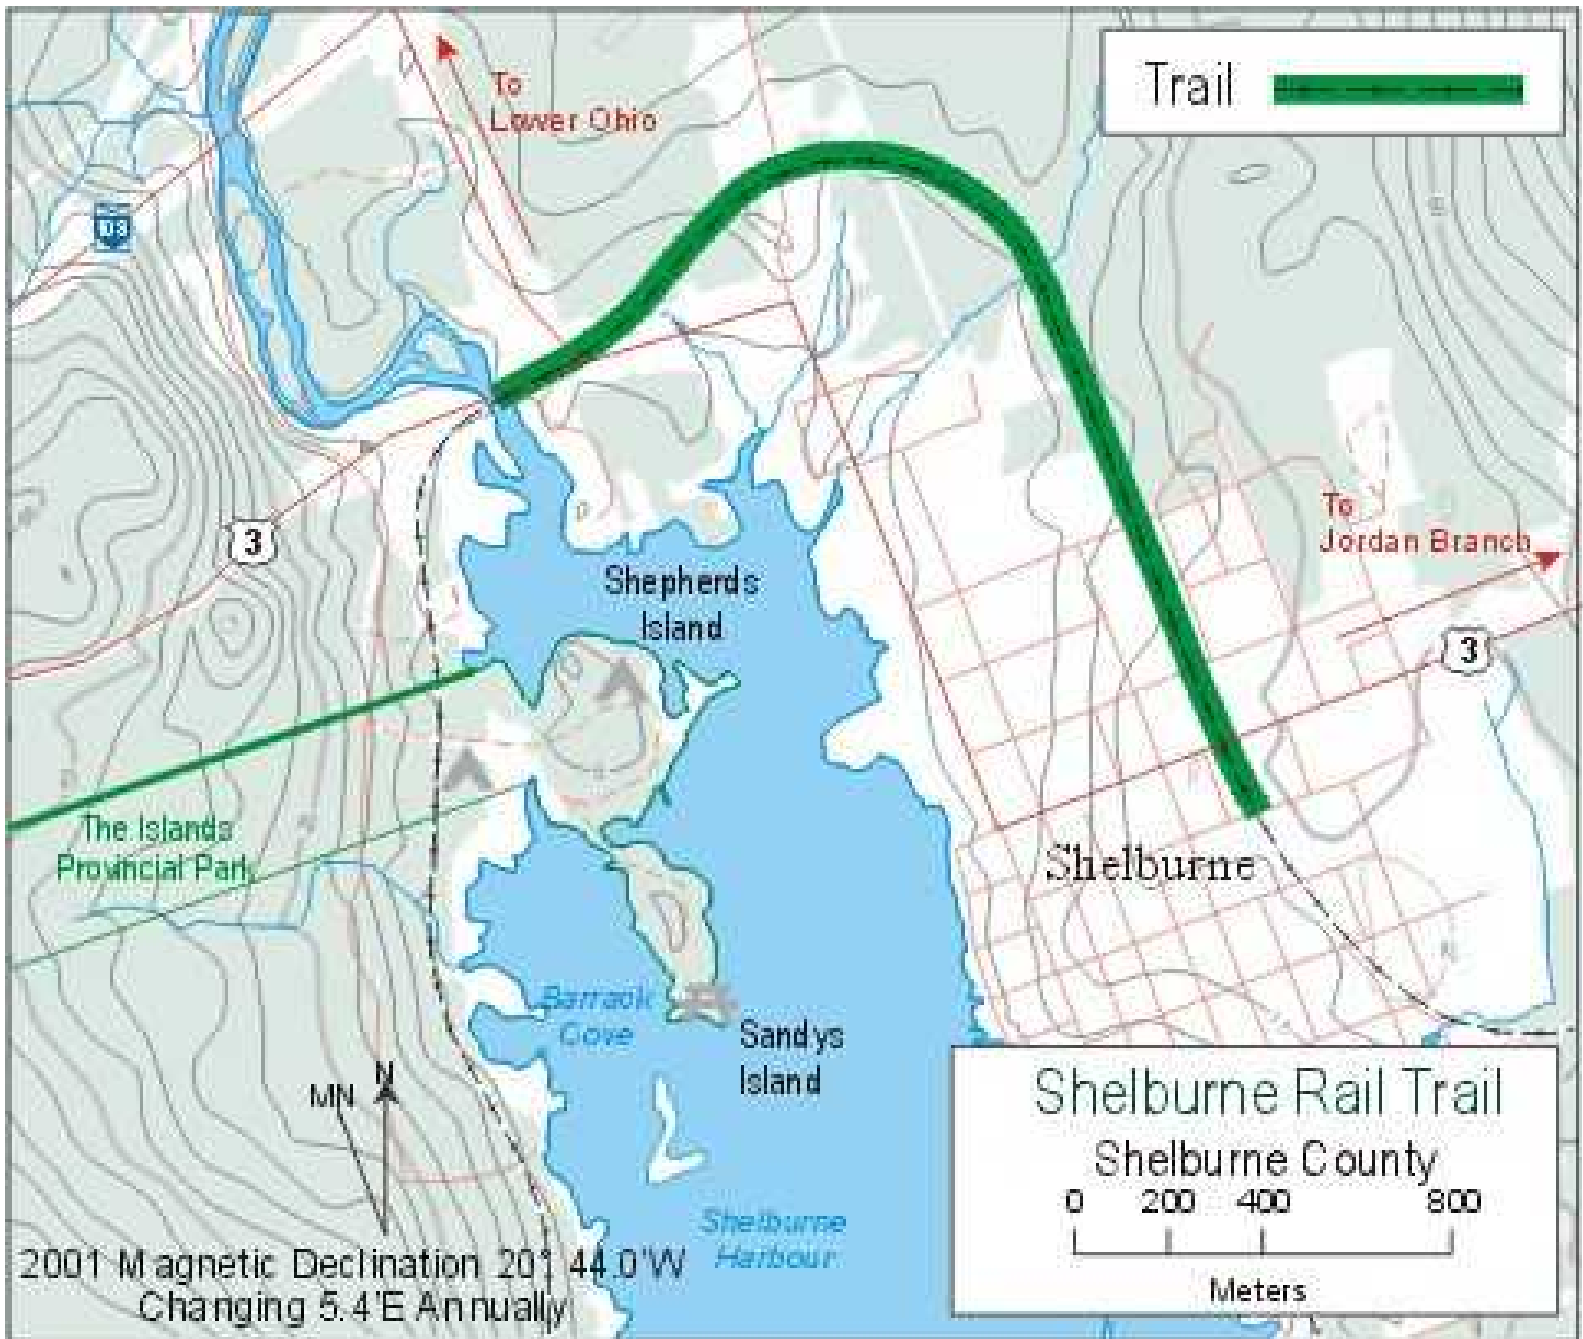 Trail
To
Lower Ohio
103
3
To
Jordan Branch
Shepherds
Island
3
The Islands
Provincial Park
Shelburne
Barrack
Cove
Sandys
Island
N
MN
Shelburne Rail Trail
Shelburne County
0 200 400 800
Meters
Shelburne
Harbour
2001 Magnetic Declination 20° 44.0'W
Changing 5.4'E Annually